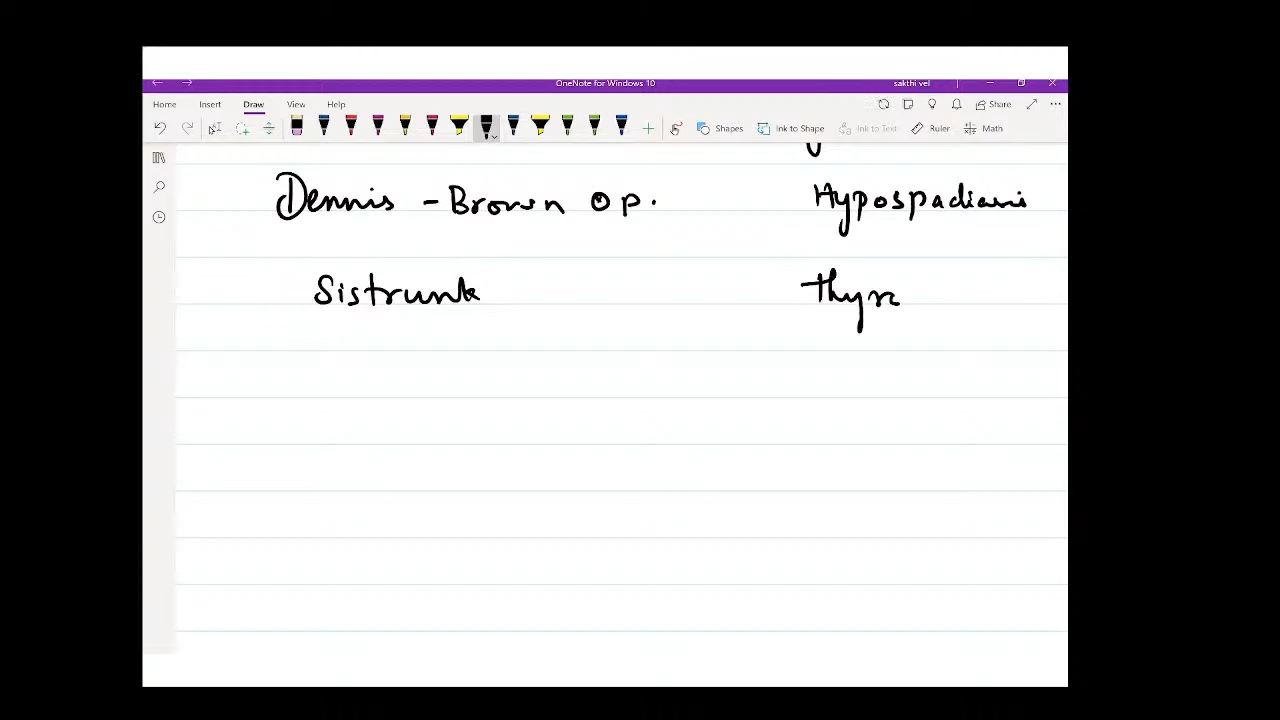 OneNote for Windows 10 sakthi vel
Home Insert Draw View Help Share
Shapes Ink to Shape Ink to Text Ruler Math
Dennis - Brown Op. Hypospadiasis
Sistrunk thyr